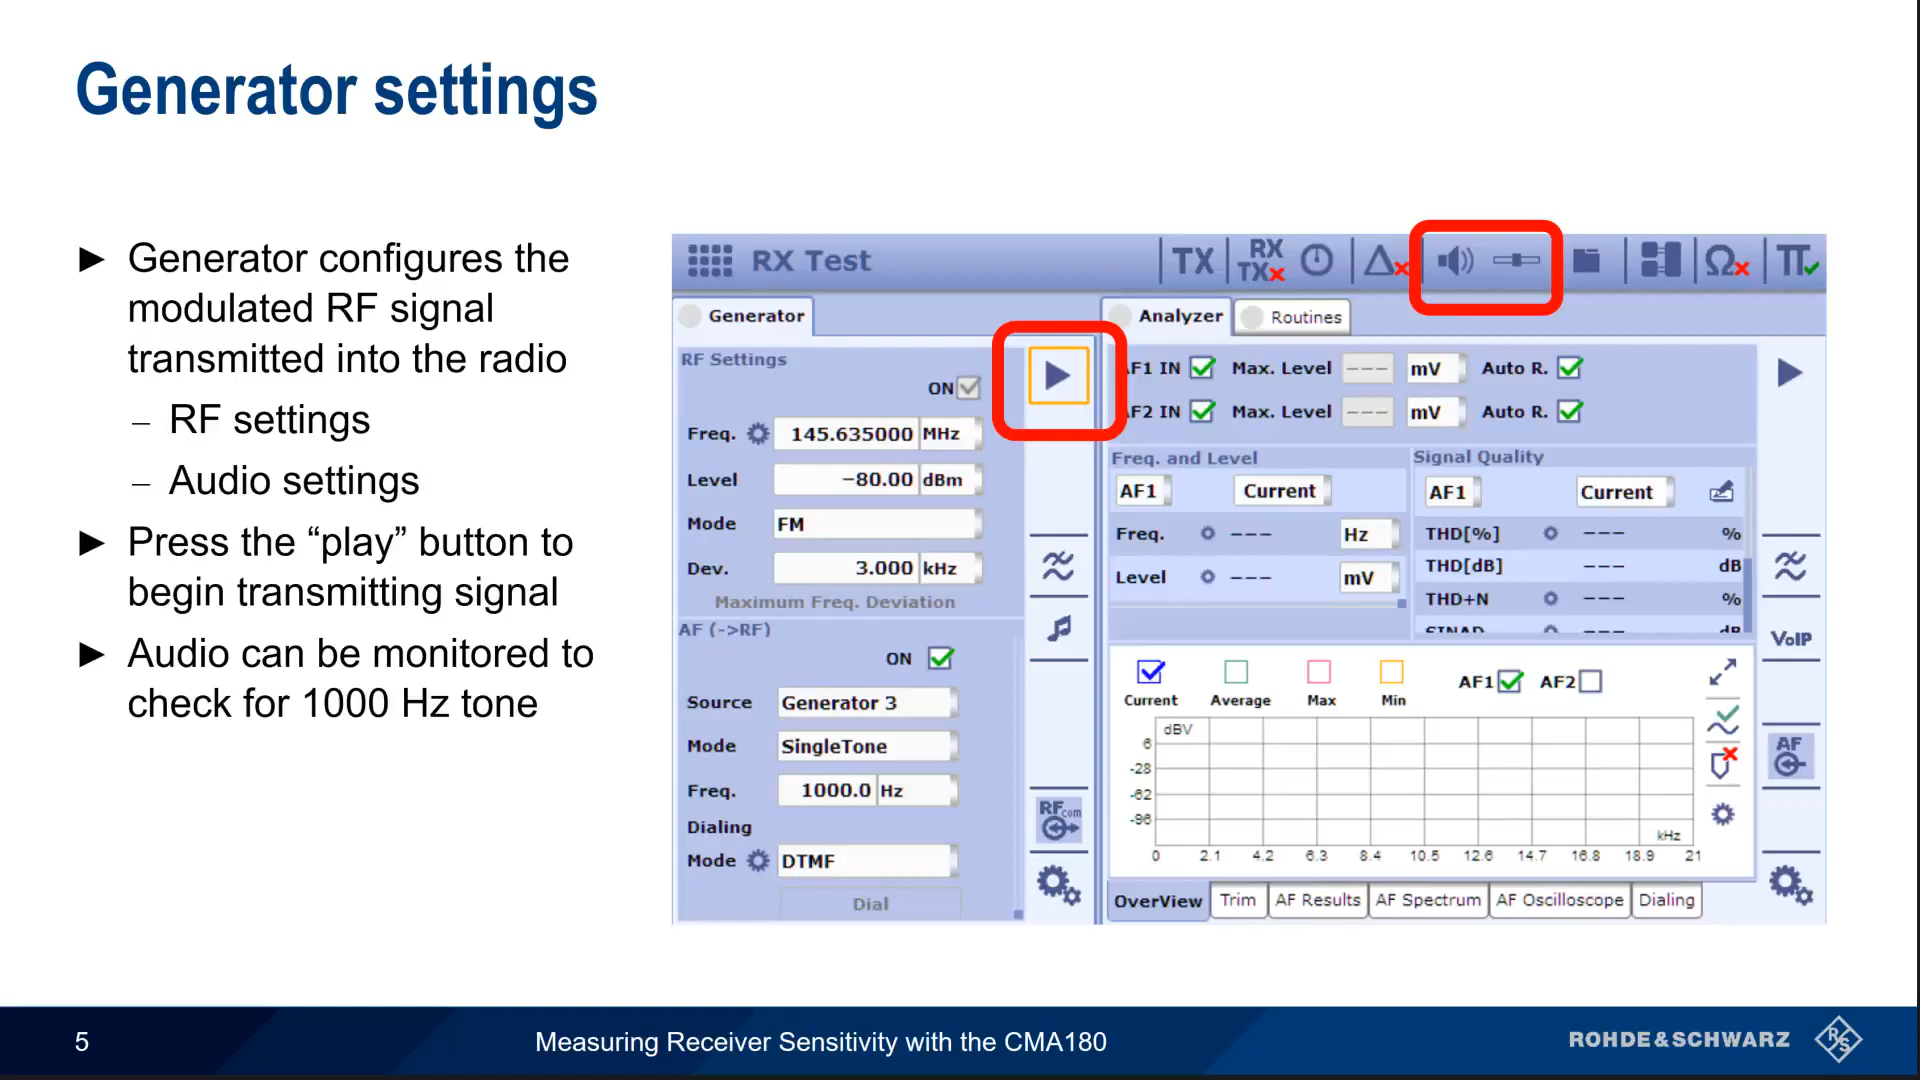 Generator settings
► Generator configures the
modulated RF signal
transmitted into the radio
– RF settings
– Audio settings
► Press the “play” button to
begin transmitting signal
► Audio can be monitored to
check for 1000 Hz tone
RX Test
TX
RX
TX
Generator
RF Settings
ON
Freq. 145.635000 MHz
Level −80.00 dBm
Mode FM
Dev. 3.000 kHz
Maximum Freq. Deviation
AF (->RF)
ON
Source Generator 3
Mode SingleTone
Freq. 1000.0 Hz
Dialing
Mode DTMF
Dial
RFcom
Analyzer Routines
F1 IN Max. Level --- mV Auto R.
F2 IN Max. Level --- mV Auto R.
Freq. and Level
AF1 Current
Freq. --- Hz
Level --- mV
Signal Quality
AF1 Current
THD[%] --- %
THD[dB] --- dB
THD+N --- %
SINAD --- dB
Current Average Max Min AF1 AF2
dBV
6
-28
-62
-96
kHz
0 2.1 4.2 6.3 8.4 10.5 12.6 14.7 16.8 18.9 21
OverView Trim AF Results AF Spectrum AF Oscilloscope Dialing
VoIP
AF
5
Measuring Receiver Sensitivity with the CMA180
ROHDE&SCHWARZ
R&S